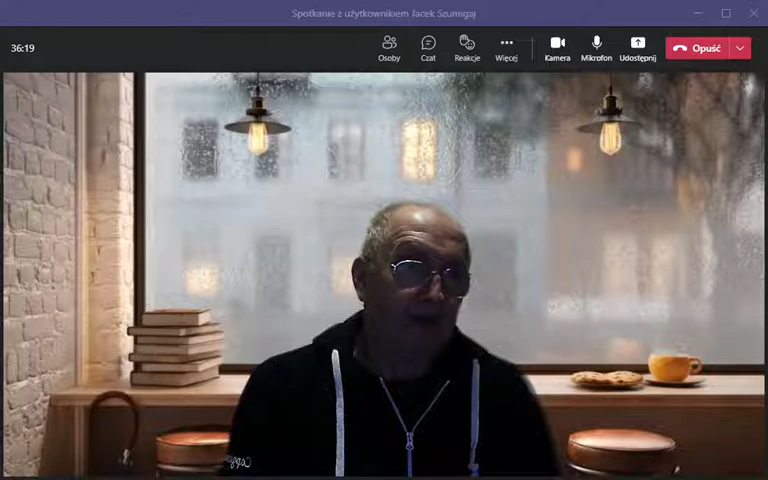 Spotkanie z użytkownikiem Jacek Szumigaj
36:19
Osoby
Czat
Reakcje
Więcej
Kamera
Mikrofon
Udostępnij
Opuść